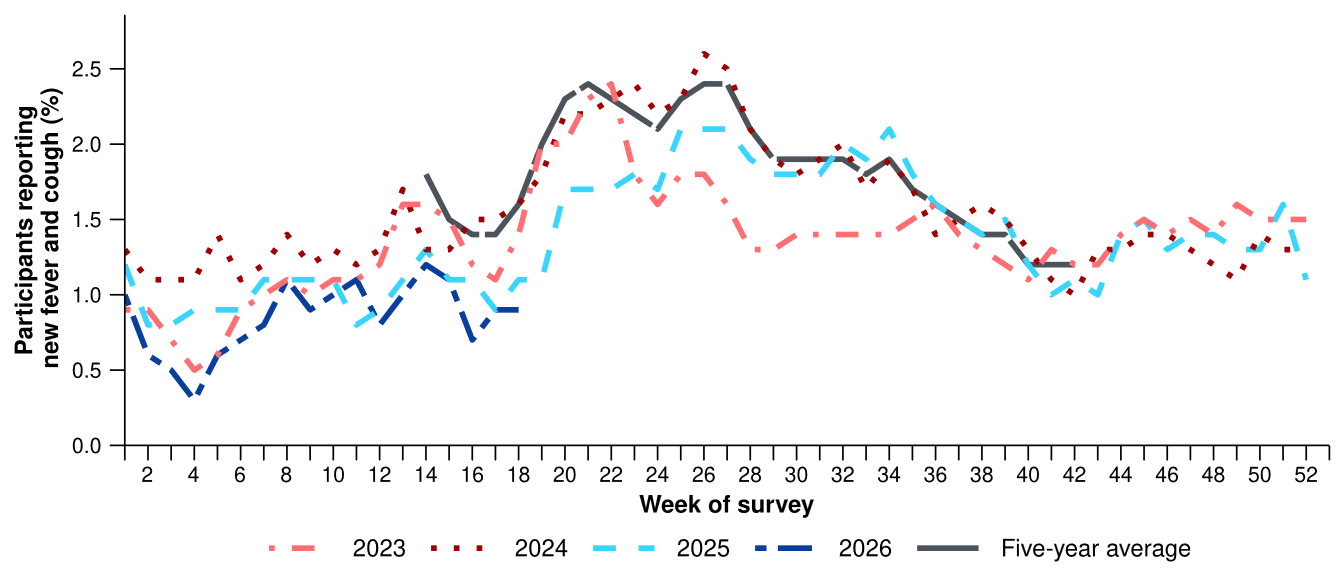 Participants reporting
new fever and cough (%)
2.5
2.0
1.5
1.0
0.5
0.0
2 4 6 8 10 12 14 16 18 20 22 24 26 28 30 32 34 36 38 40 42 44 46 48 50 52
Week of survey
2023 2024 2025 2026 Five-year average